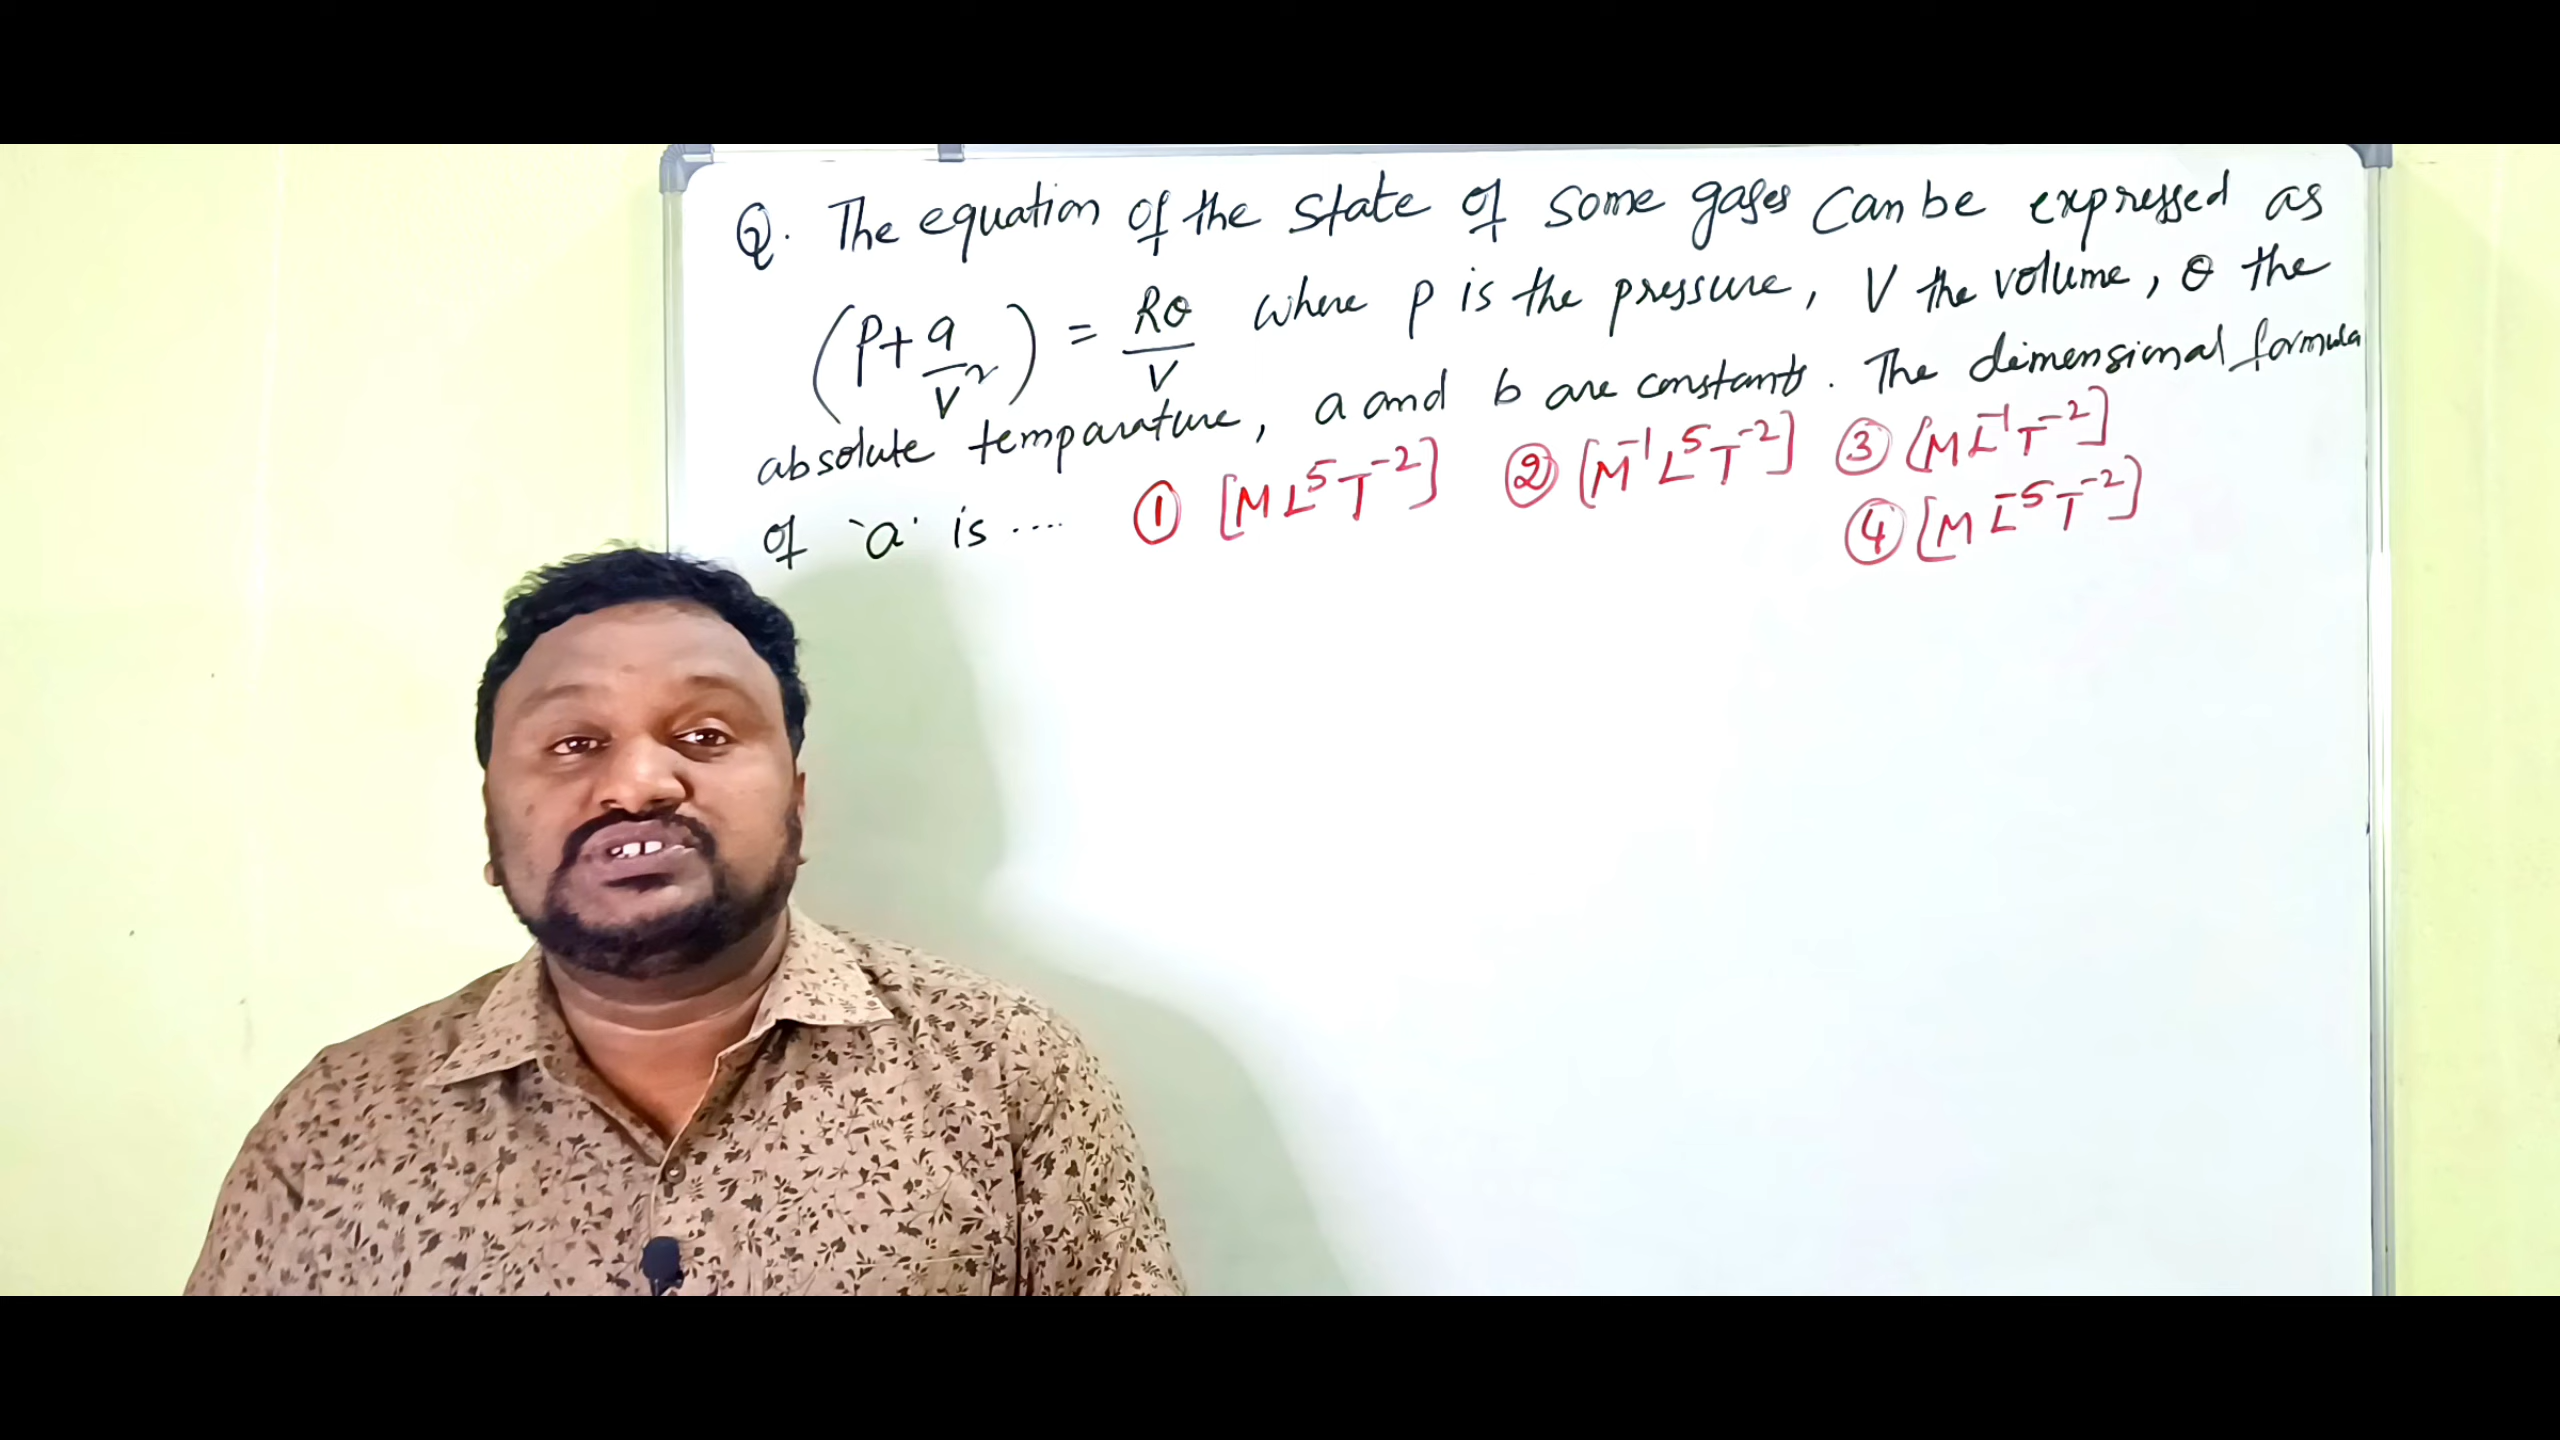 Q. The equation of the state of some gases can be expressed as
(P+a/V²) = Rθ/V where P is the pressure, V the volume, θ the
absolute temparature, a and b are constants. The dimensional formula
of 'a' is .... ① [ML⁵T⁻²] ② [M⁻¹L⁵T⁻²] ③ [ML⁻¹T⁻²]
④ [ML⁻⁵T⁻²]